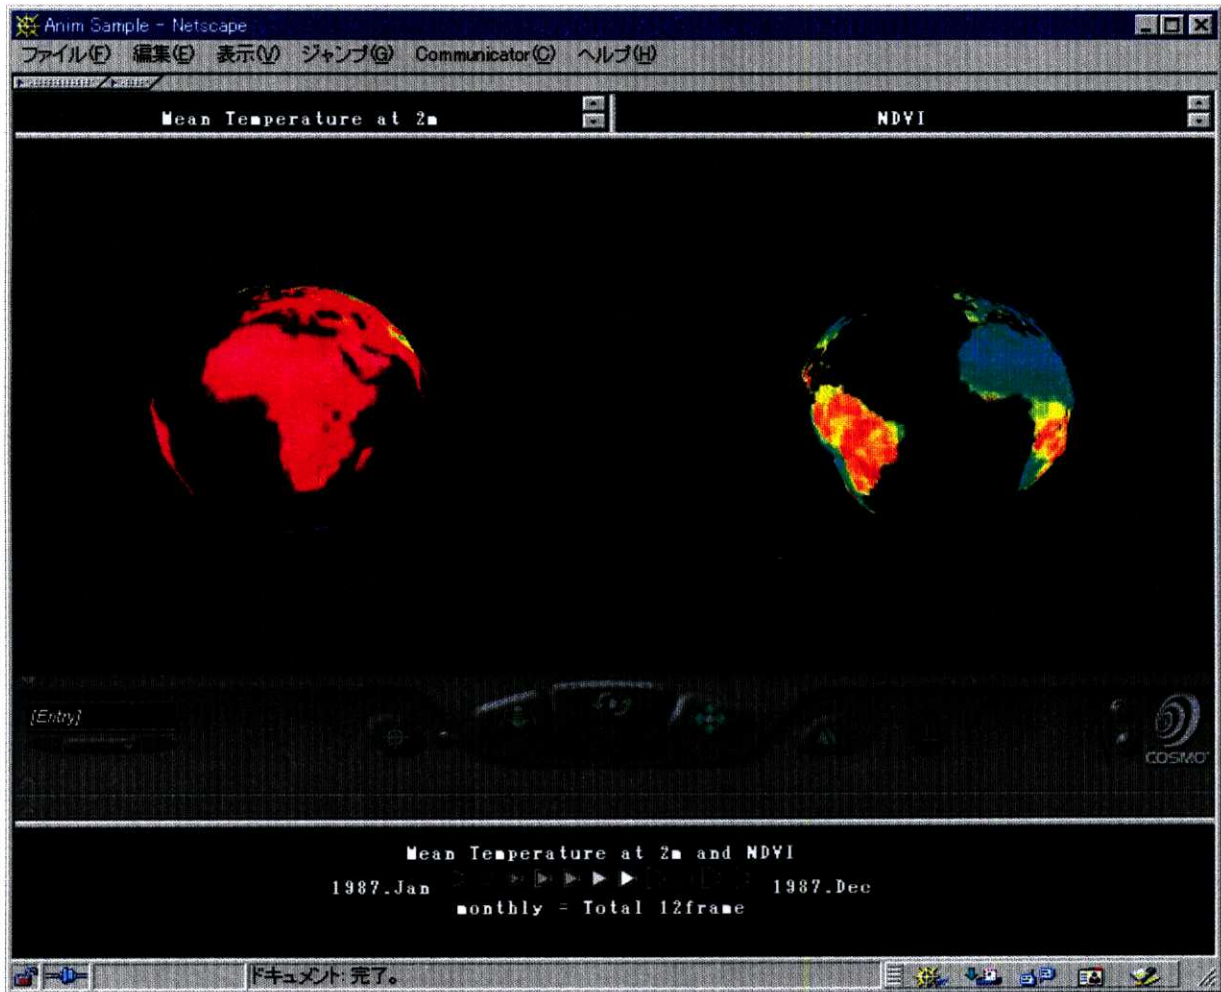 Anim Sample - Netscape
ファイル(F) 編集(E) 表示(V) ジャンプ(G) Communicator(C) ヘルプ(H)
Mean Temperature at 2m
NDVI
[Entry]
COSMO
Mean Temperature at 2m and NDVI
1987.Jan 1987.Dec
monthly = Total 12frame
ドキュメント: 完了。